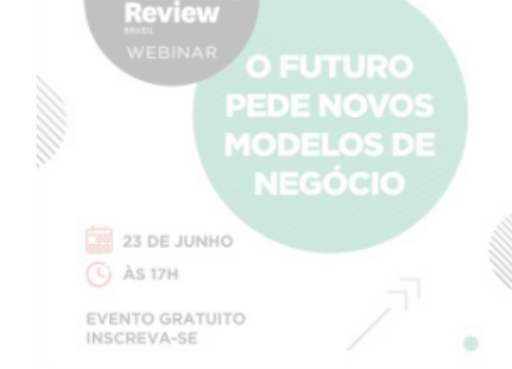 Review
BRASIL
WEBINAR
O FUTURO
PEDE NOVOS
MODELOS DE
NEGÓCIO
23 DE JUNHO
ÀS 17H
EVENTO GRATUITO
INSCREVA-SE